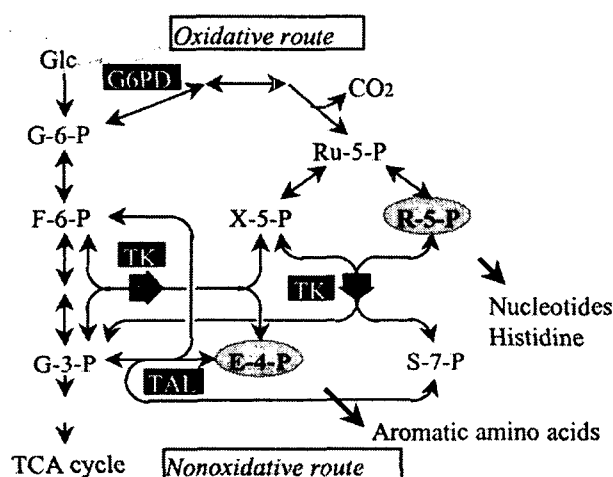 Oxidative route
Glc
G6PD
CO2
G-6-P
Ru-5-P
F-6-P
X-5-P
R-5-P
TK
TK
Nucleotides
Histidine
G-3-P
E-4-P
S-7-P
TAL
Aromatic amino acids
TCA cycle
Nonoxidative route